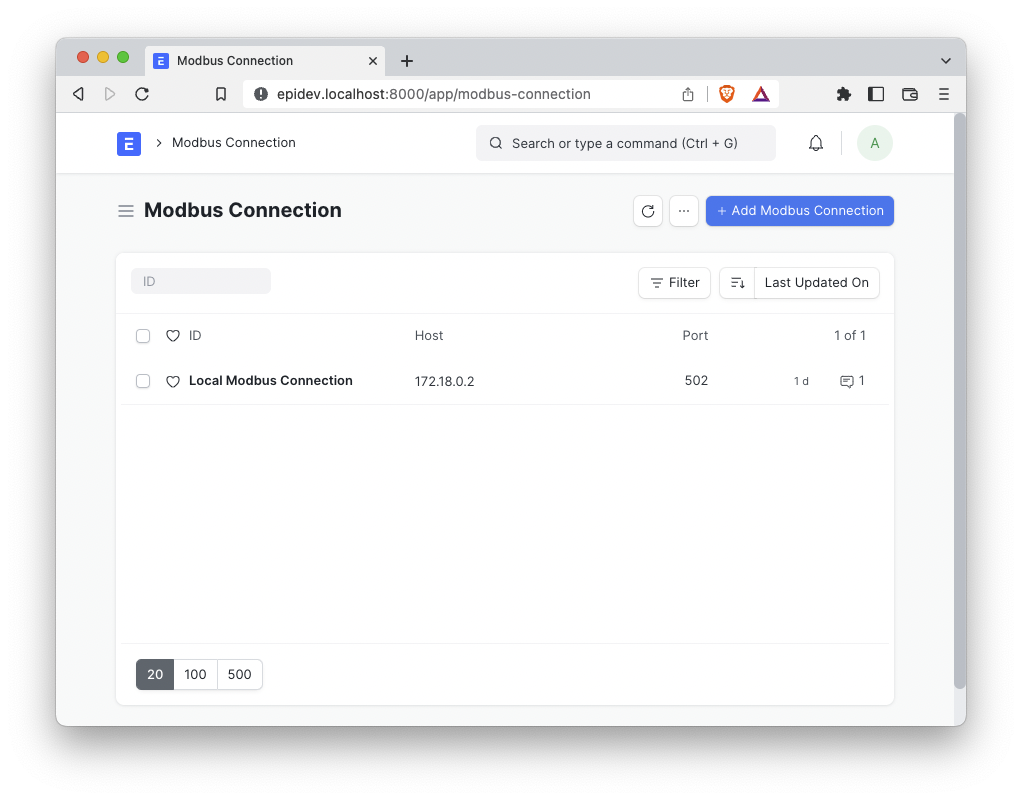 Modbus Connection
epidev.localhost:8000/app/modbus-connection
E Modbus Connection Search or type a command (Ctrl + G) A
Modbus Connection ... + Add Modbus Connection
ID Filter Last Updated On
ID Host Port 1 of 1
Local Modbus Connection 172.18.0.2 502 1 d 1
20 100 500